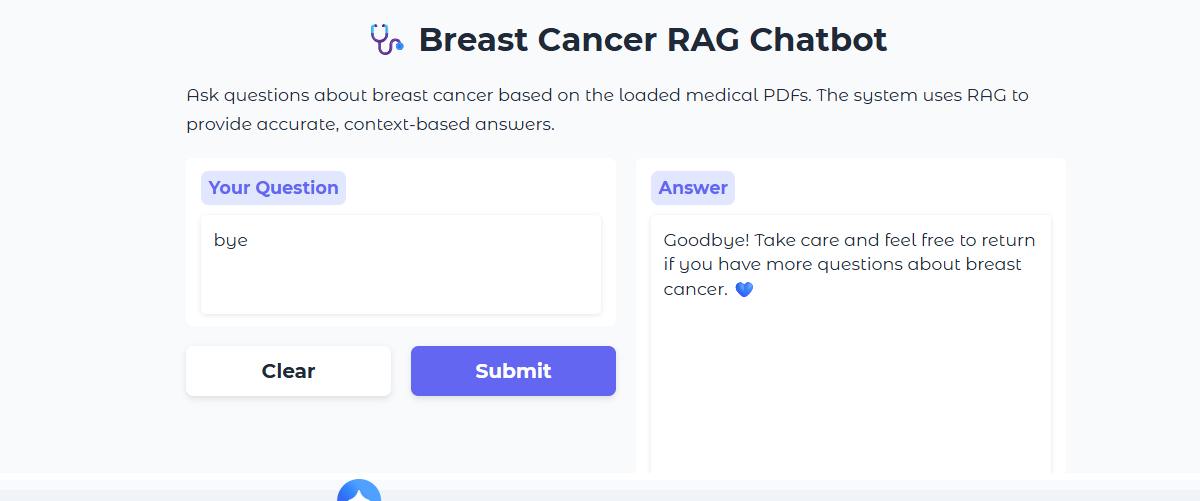 Breast Cancer RAG Chatbot
Ask questions about breast cancer based on the loaded medical PDFs. The system uses RAG to
provide accurate, context-based answers.
Your Question
bye
Clear
Submit
Answer
Goodbye! Take care and feel free to return
if you have more questions about breast
cancer. 💙